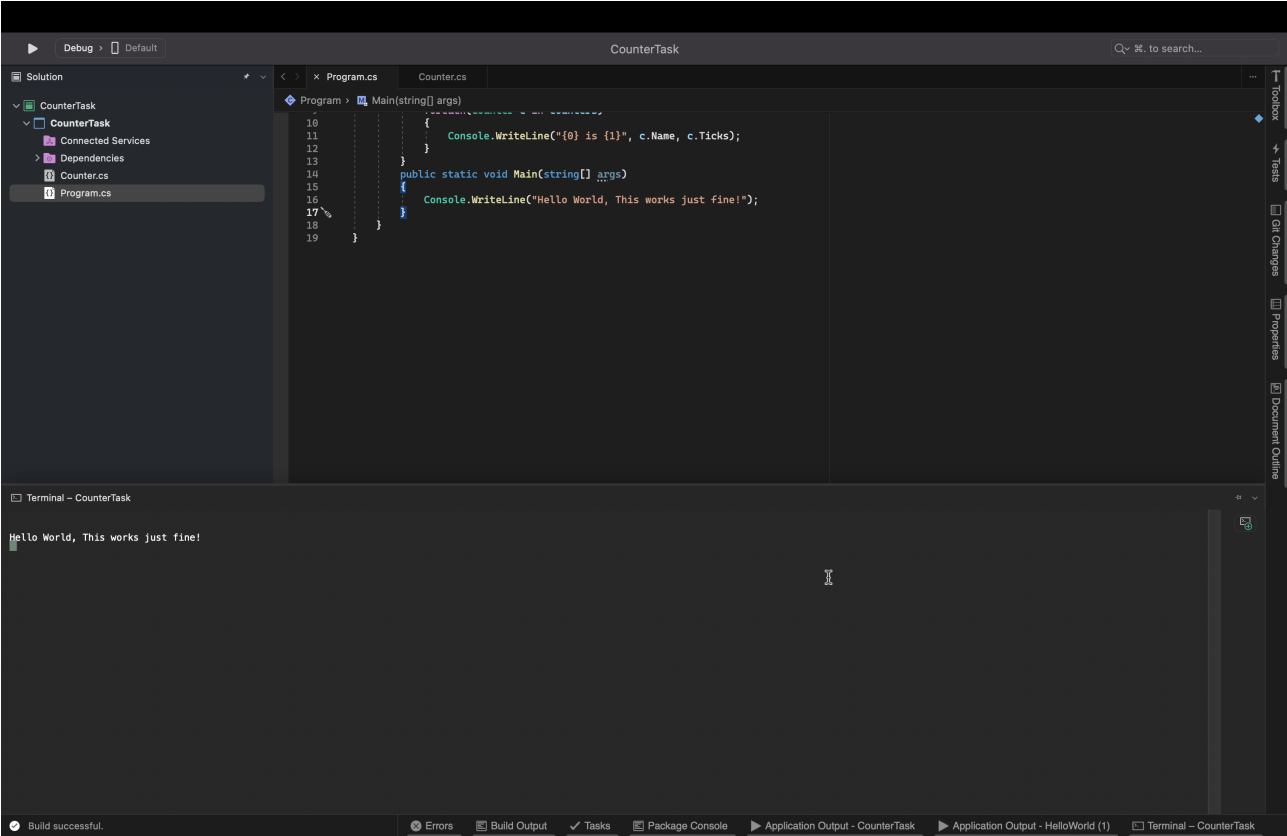 Debug > Default
CounterTask
⌘. to search...
Solution
Program.cs
Counter.cs
Program > Main(string[] args)
CounterTask
CounterTask
Connected Services
Dependencies
Counter.cs
Program.cs
10 {
11 Console.WriteLine("{0} is {1}", c.Name, c.Ticks);
12 }
13 }
14 public static void Main(string[] args)
15 {
16 Console.WriteLine("Hello World, This works just fine!");
17 }
18 }
19 }
Toolbox
Tests
Git Changes
Properties
Document Outline
Terminal – CounterTask
Hello World, This works just fine!
Build successful.
Errors
Build Output
Tasks
Package Console
Application Output - CounterTask
Application Output - HelloWorld (1)
Terminal – CounterTask